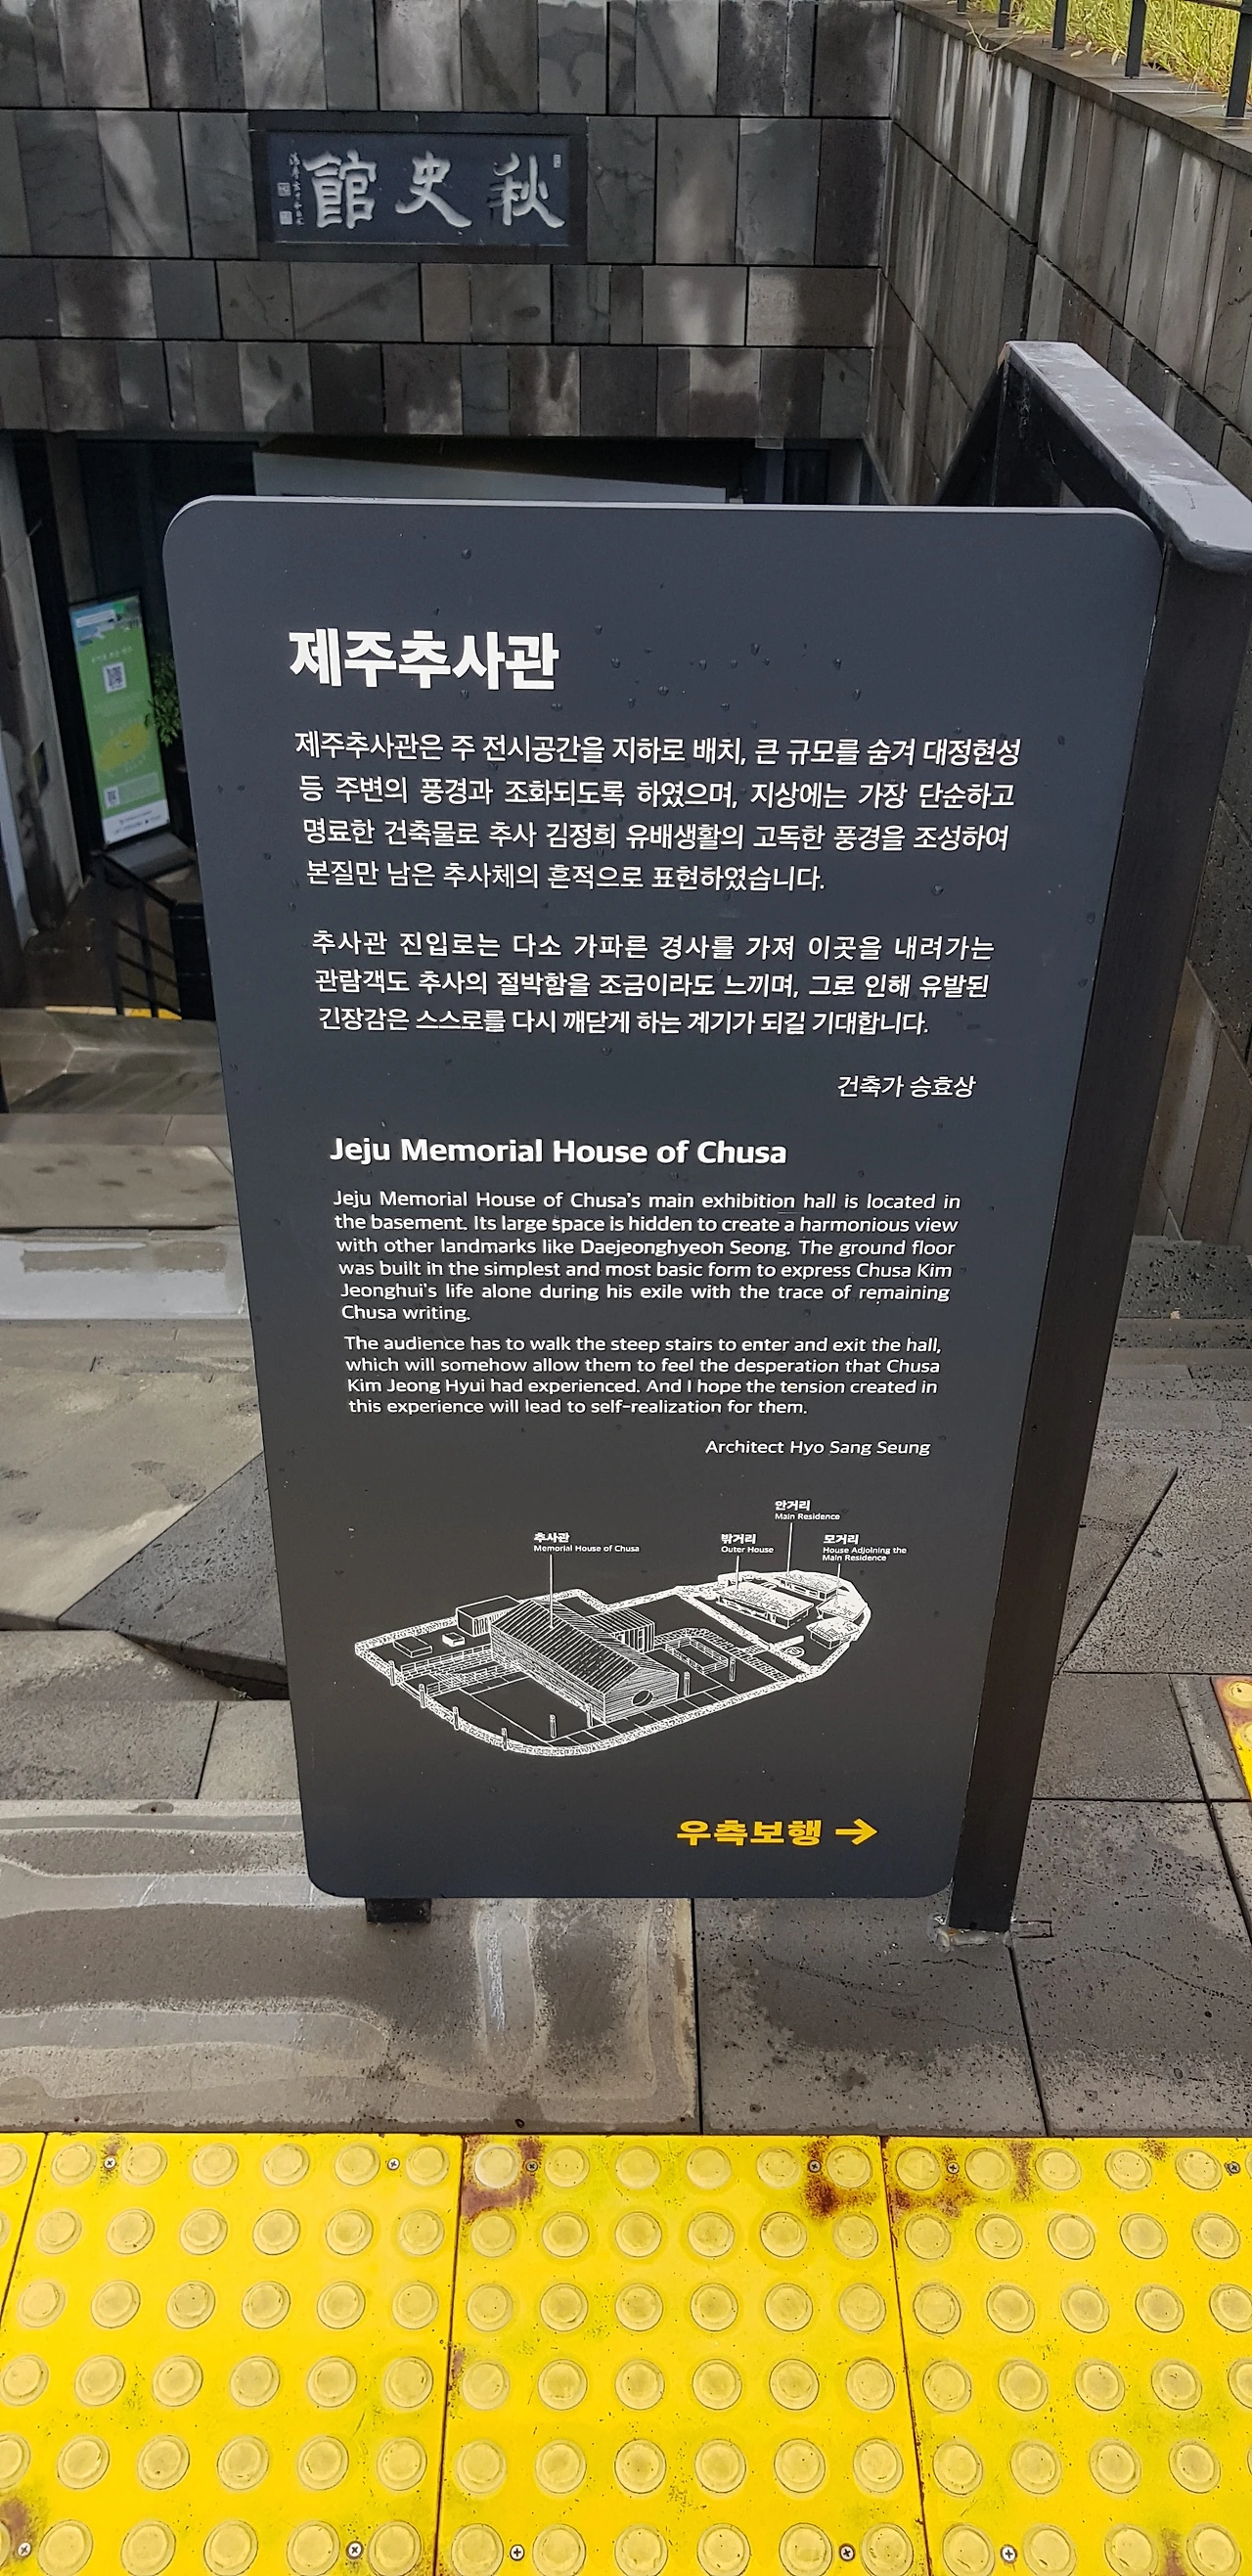 秋史館
제주추사관
제주추사관은 주 전시공간을 지하로 배치, 큰 규모를 숨겨 대정현성
등 주변의 풍경과 조화되도록 하였으며, 지상에는 가장 단순하고
명료한 건축물로 추사 김정희 유배생활의 고독한 풍경을 조성하여
본질만 남은 추사체의 흔적으로 표현하였습니다.
추사관 진입로는 다소 가파른 경사를 가져 이곳을 내려가는
관람객도 추사의 절박함을 조금이라도 느끼며, 그로 인해 유발된
긴장감은 스스로를 다시 깨닫게 하는 계기가 되길 기대합니다.
건축가 승효상
Jeju Memorial House of Chusa
Jeju Memorial House of Chusa's main exhibition hall is located in
the basement. Its large space is hidden to create a harmonious view
with other landmarks like Daejeonghyeon Seong. The ground floor
was built in the simplest and most basic form to express Chusa Kim
Jeonghui's life alone during his exile with the trace of remaining
Chusa writing.
The audience has to walk the steep stairs to enter and exit the hall,
which will somehow allow them to feel the desperation that Chusa
Kim Jeong Hyui had experienced. And I hope the tension created in
this experience will lead to self-realization for them.
Architect Hyo Sang Seung
안거리
Main Residence
추사관
Memorial House of Chusa
밖거리
Outer House
모거리
House Adjoining the
Main Residence
우측보행 →